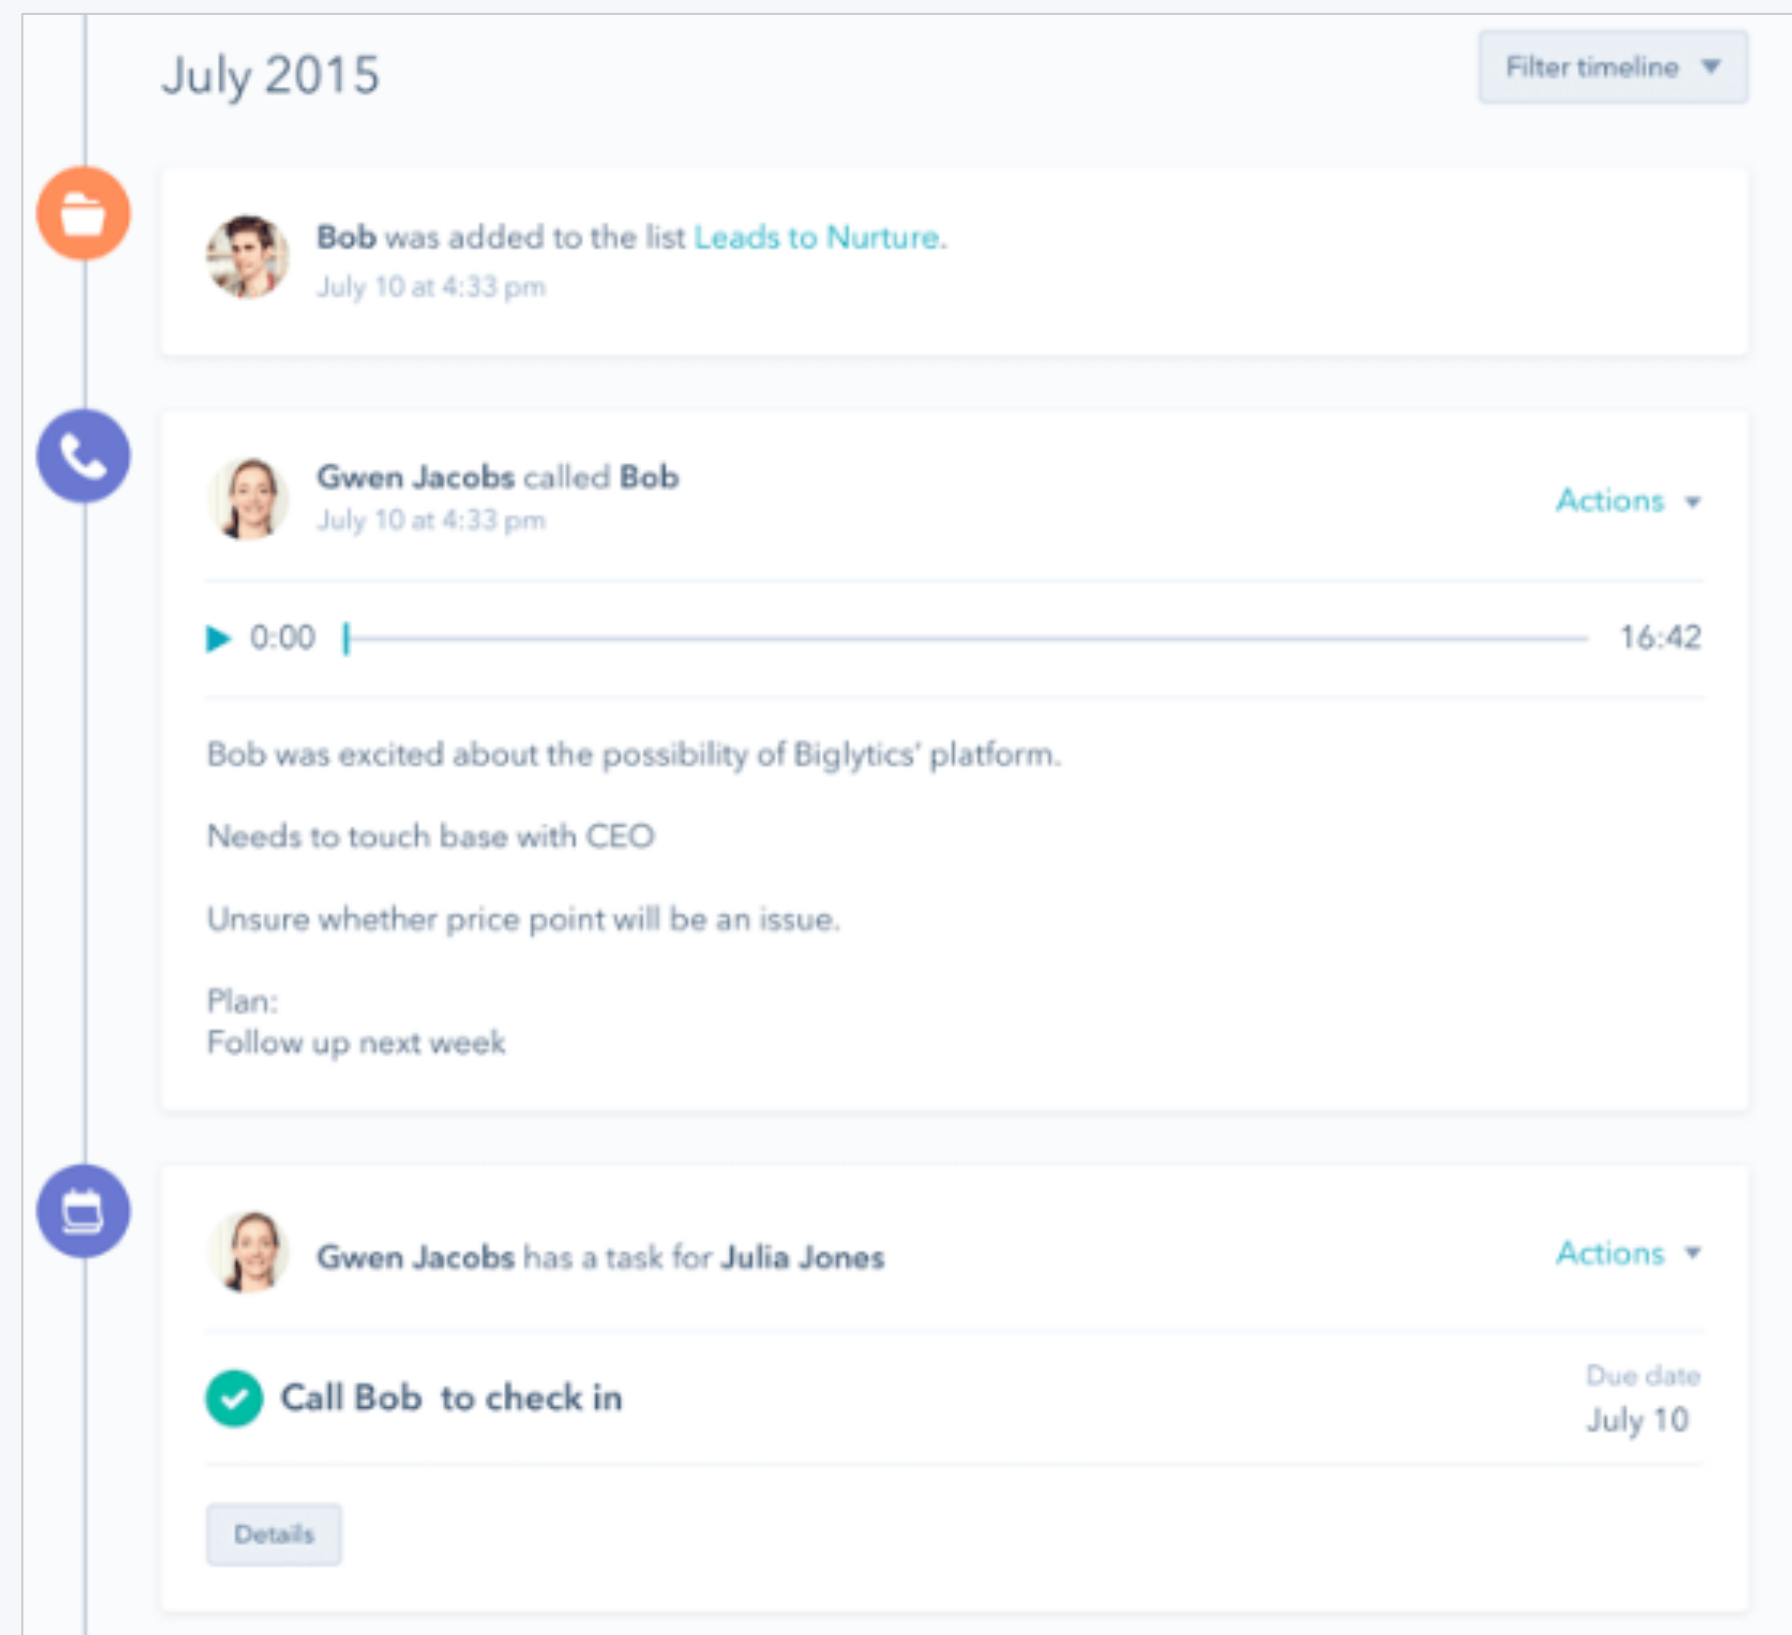 July 2015
Filter timeline
Bob was added to the list Leads to Nurture.
July 10 at 4:33 pm
Gwen Jacobs called Bob
July 10 at 4:33 pm
Actions
0:00
16:42
Bob was excited about the possibility of Biglytics’ platform.
Needs to touch base with CEO
Unsure whether price point will be an issue.
Plan:
Follow up next week
Gwen Jacobs has a task for Julia Jones
Actions
Call Bob  to check in
Due date
July 10
Details